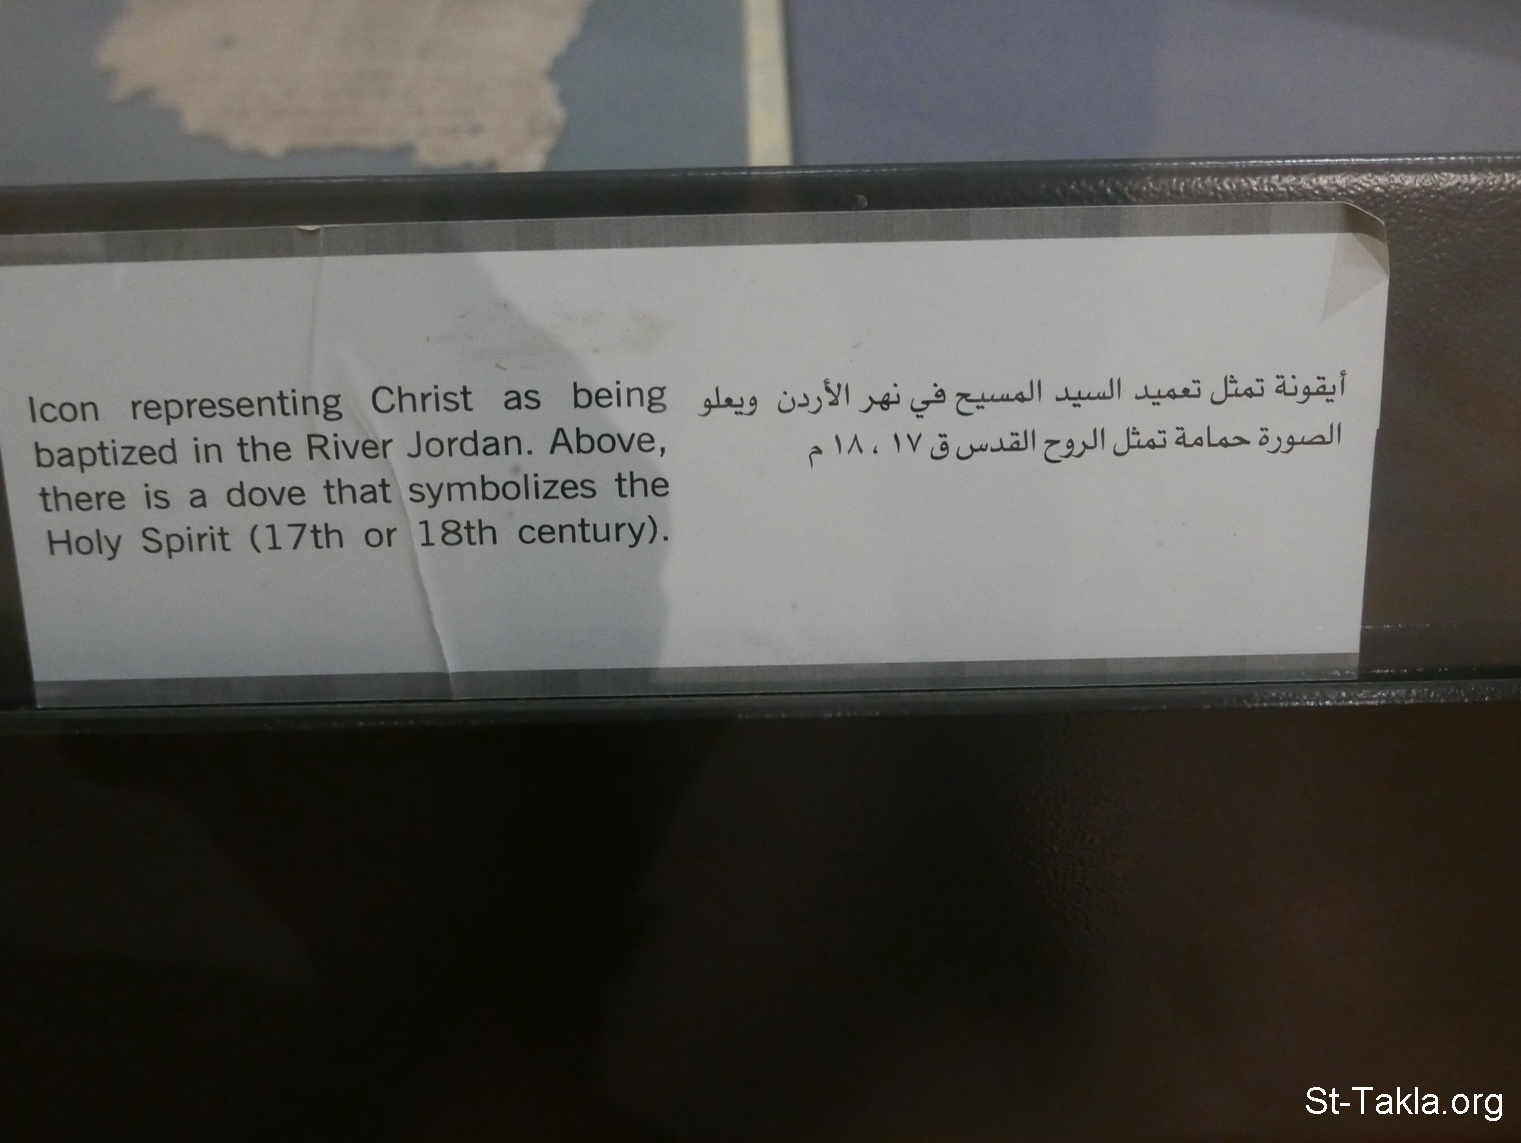 Icon representing Christ as being
baptized in the River Jordan. Above,
there is a dove that symbolizes the
Holy Spirit (17th or 18th century).
أيقونة تمثل تعميد السيد المسيح في نهر الأردن ويعلو
الصورة حمامة تمثل الروح القدس ق ١٧ ، ١٨ م
St-Takla.org